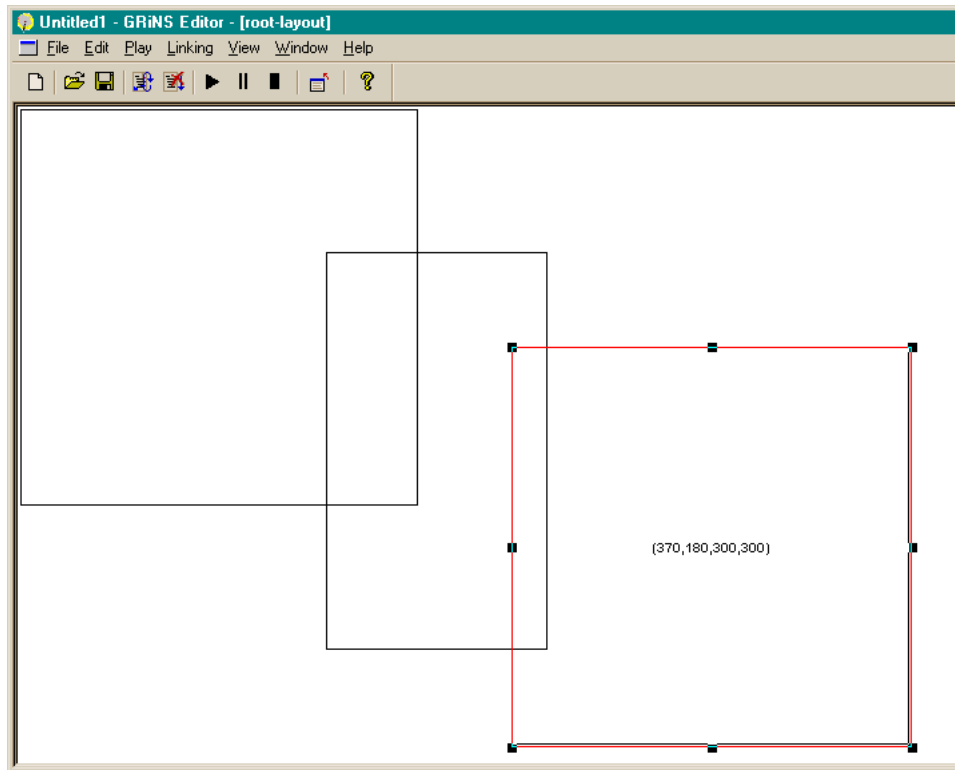 Untitled1 - GRiNS Editor - [root-layout]
File Edit Play Linking View Window Help
(370,180,300,300)